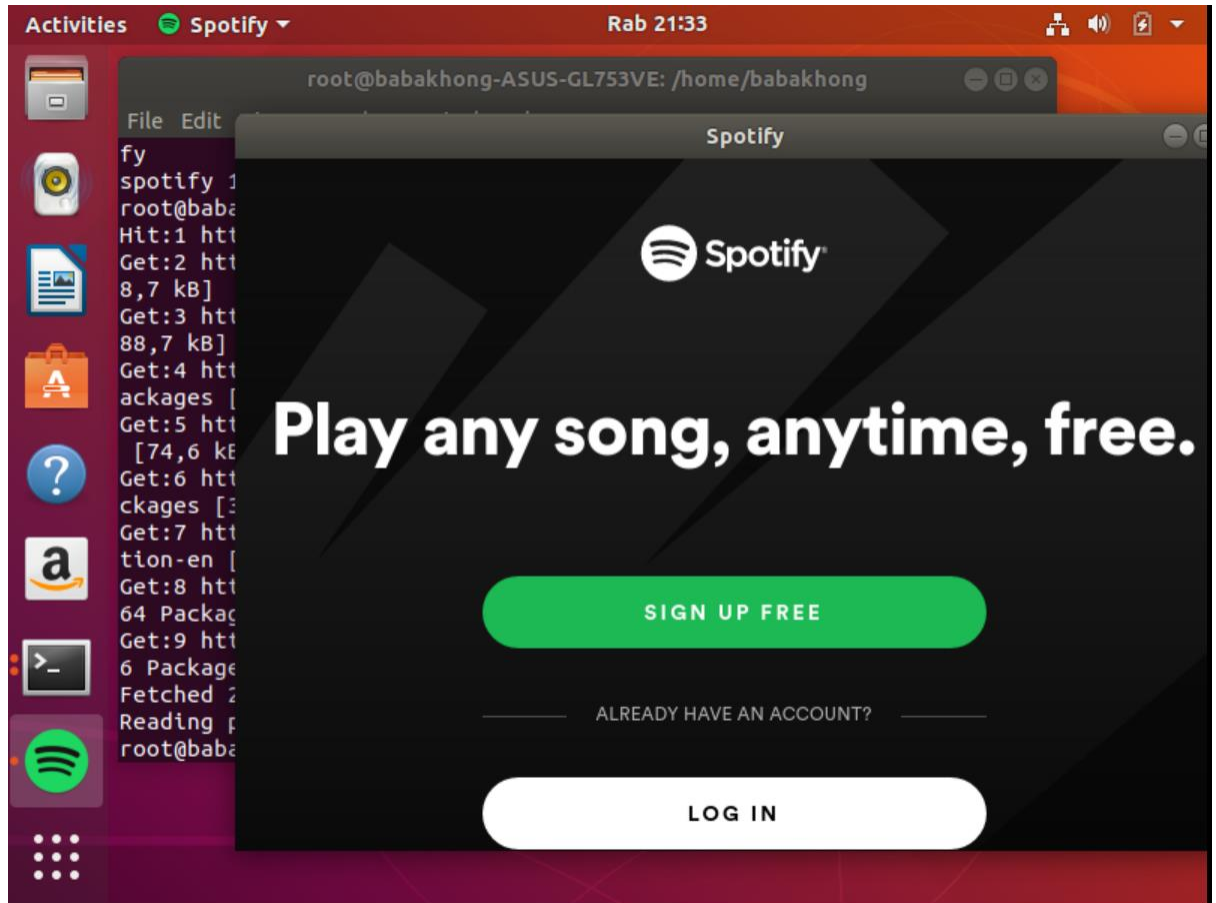 Activities Spotify Rab 21:33
root@babakhong-ASUS-GL753VE: /home/babakhong
File Edit
Spotify
fy
spotify 1
root@baba
Hit:1 htt
Get:2 htt
8,7 kB]
Get:3 htt
88,7 kB]
Get:4 htt
ackages [
Get:5 htt
[74,6 kB
Get:6 htt
ckages [3
Get:7 htt
tion-en [
Get:8 htt
64 Packag
Get:9 htt
6 Package
Fetched 2
Reading p
root@baba
Spotify
Play any song, anytime, free.
SIGN UP FREE
ALREADY HAVE AN ACCOUNT?
LOG IN